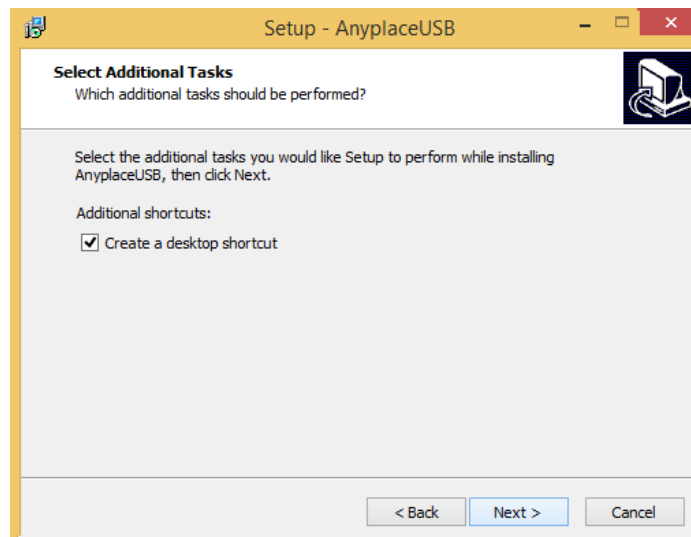 Setup - AnyplaceUSB
Select Additional Tasks
Which additional tasks should be performed?
Select the additional tasks you would like Setup to perform while installing
AnyplaceUSB, then click Next.
Additional shortcuts:
Create a desktop shortcut
< Back Next > Cancel